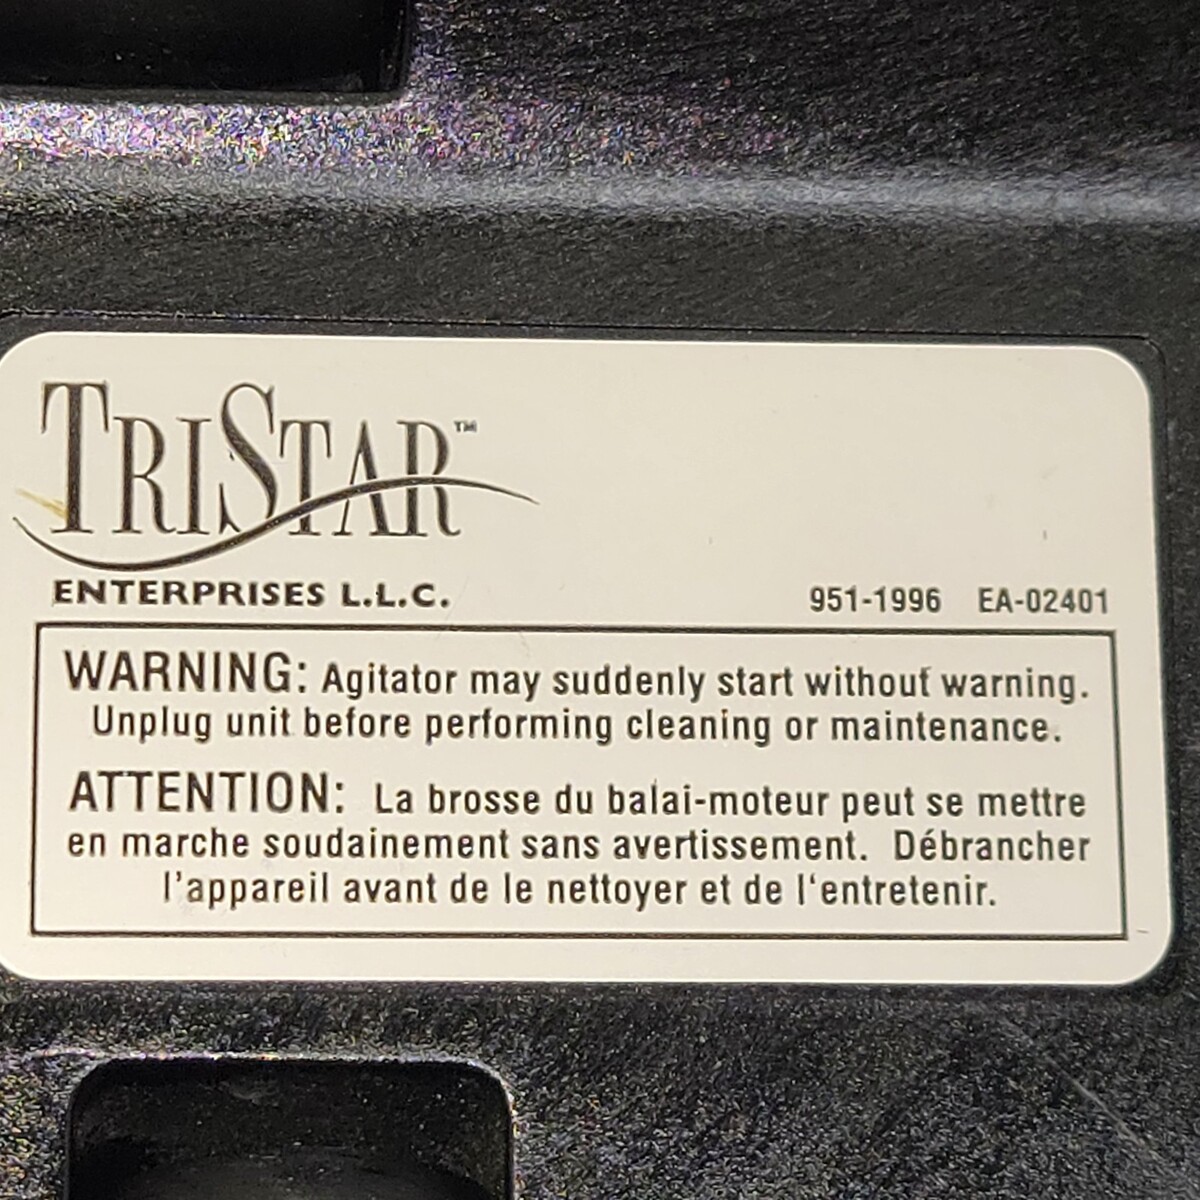 TRISTAR™
ENTERPRISES L.L.C.
951-1996 EA-02401
WARNING: Agitator may suddenly start without warning.
Unplug unit before performing cleaning or maintenance.
ATTENTION: La brosse du balai-moteur peut se mettre
en marche soudainement sans avertissement. Débrancher
l'appareil avant de le nettoyer et de l'entretenir.